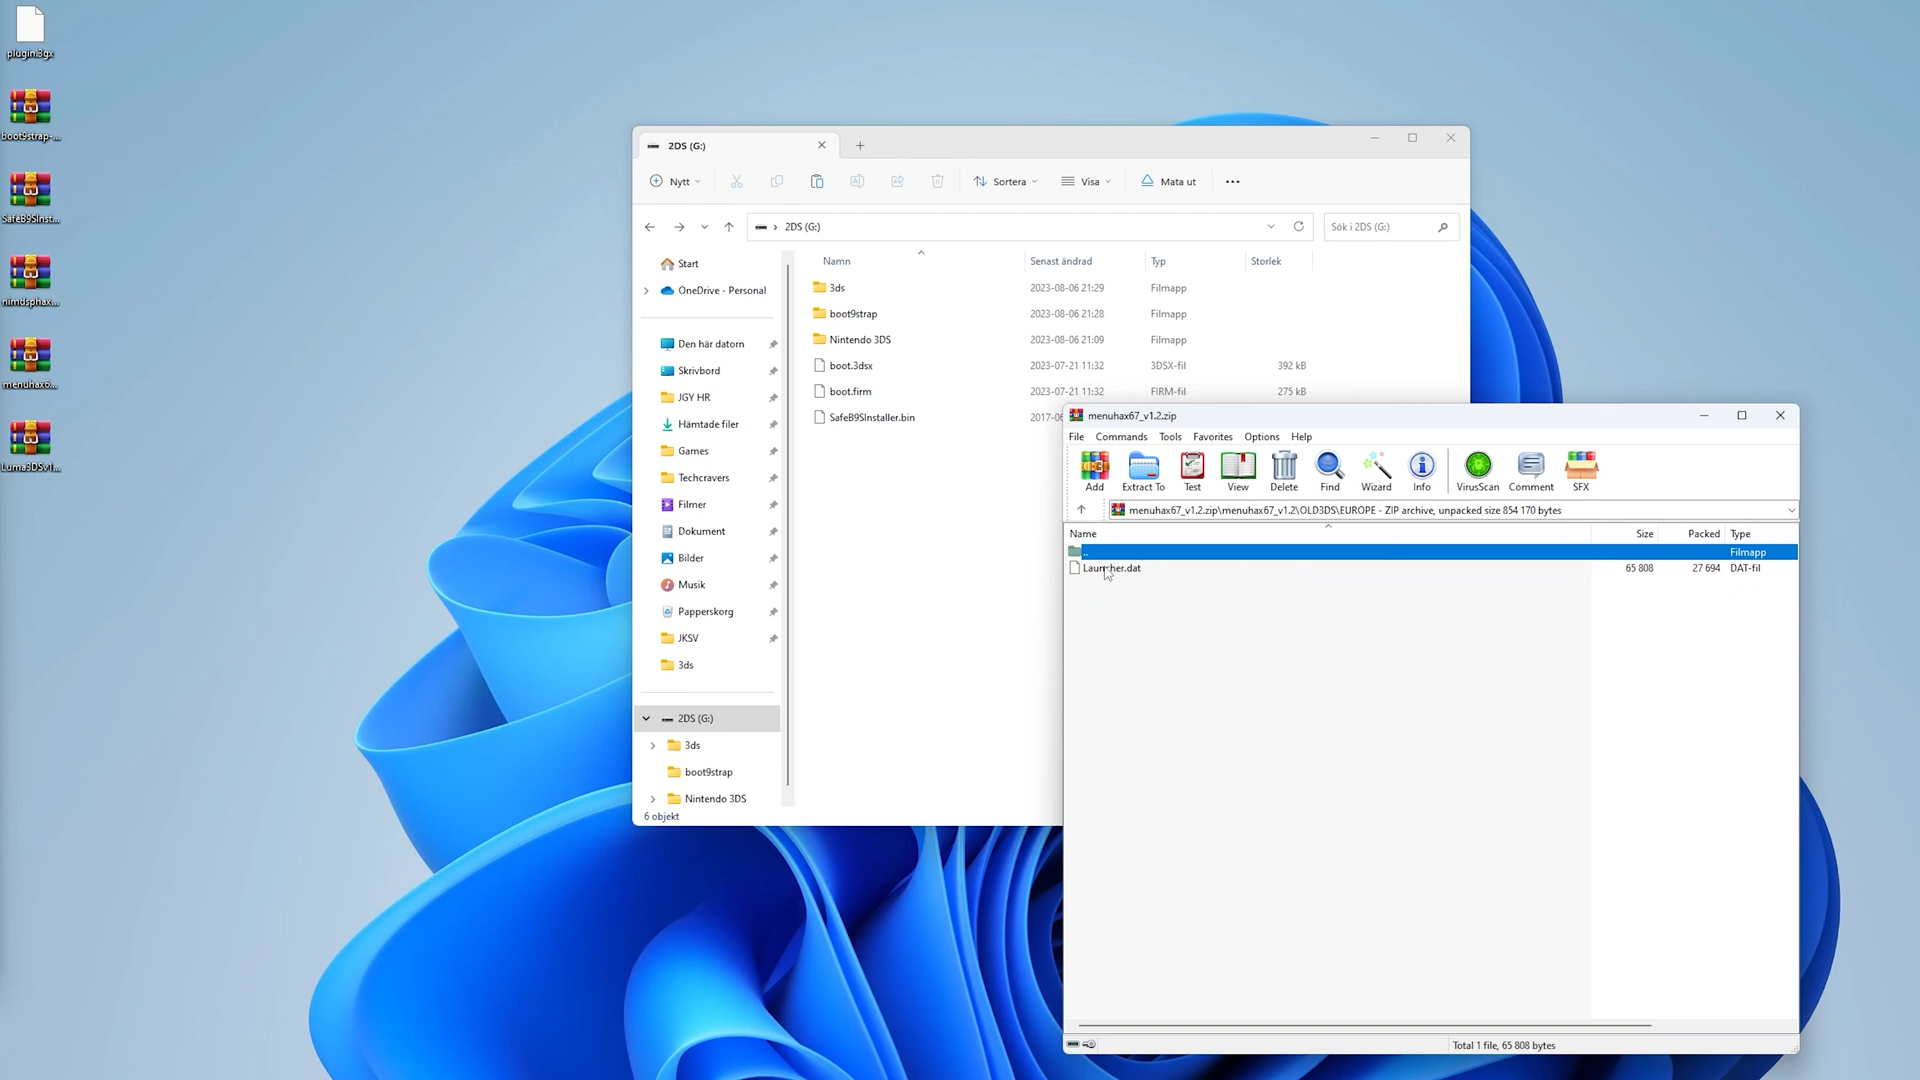 plugin.3gx
boot9strap-...
SafeB9SInst...
nimdsphax...
menuhax6...
Luma3DSv1...
2DS (G:)
Nytt
Sortera
Visa
Mata ut
2DS (G:)
Sök i 2DS (G:)
Namn
Senast ändrad
Typ
Storlek
3ds
2023-08-06 21:29
Filmapp
boot9strap
2023-08-06 21:28
Filmapp
Nintendo 3DS
2023-08-06 21:09
Filmapp
boot.3dsx
2023-07-21 11:32
3DSX-fil
392 kB
boot.firm
2023-07-21 11:32
FIRM-fil
275 kB
SafeB9SInstaller.bin
2017-06
Start
OneDrive - Personal
Den här datorn
Skrivbord
JGY HR
Hämtade filer
Games
Techcravers
Filmer
Dokument
Bilder
Musik
Papperskorg
JKSV
3ds
2DS (G:)
3ds
boot9strap
Nintendo 3DS
6 objekt
menuhax67_v1.2.zip
File Commands Tools Favorites Options Help
Add
Extract To
Test
View
Delete
Find
Wizard
Info
VirusScan
Comment
SFX
menuhax67_v1.2.zip\menuhax67_v1.2\OLD3DS\EUROPE - ZIP archive, unpacked size 854 170 bytes
Name
Size
Packed
Type
..
Filmapp
Launcher.dat
65 808
27 694
DAT-fil
Total 1 file, 65 808 bytes